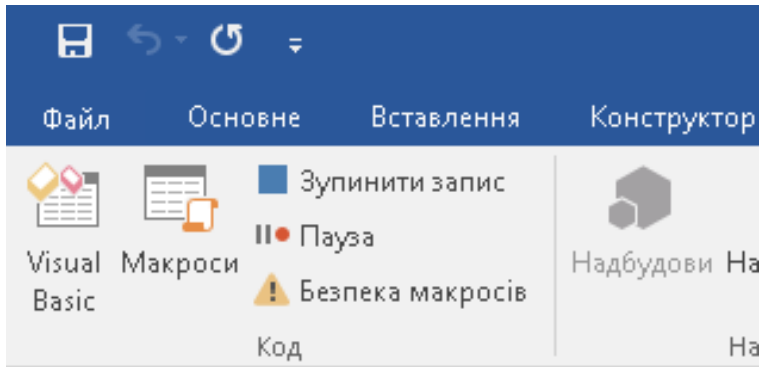 Файл Основне Вставлення Конструктор
Visual Basic
Макроси
Зупинити запис
Пауза
Безпека макросів
Код
Надбудови